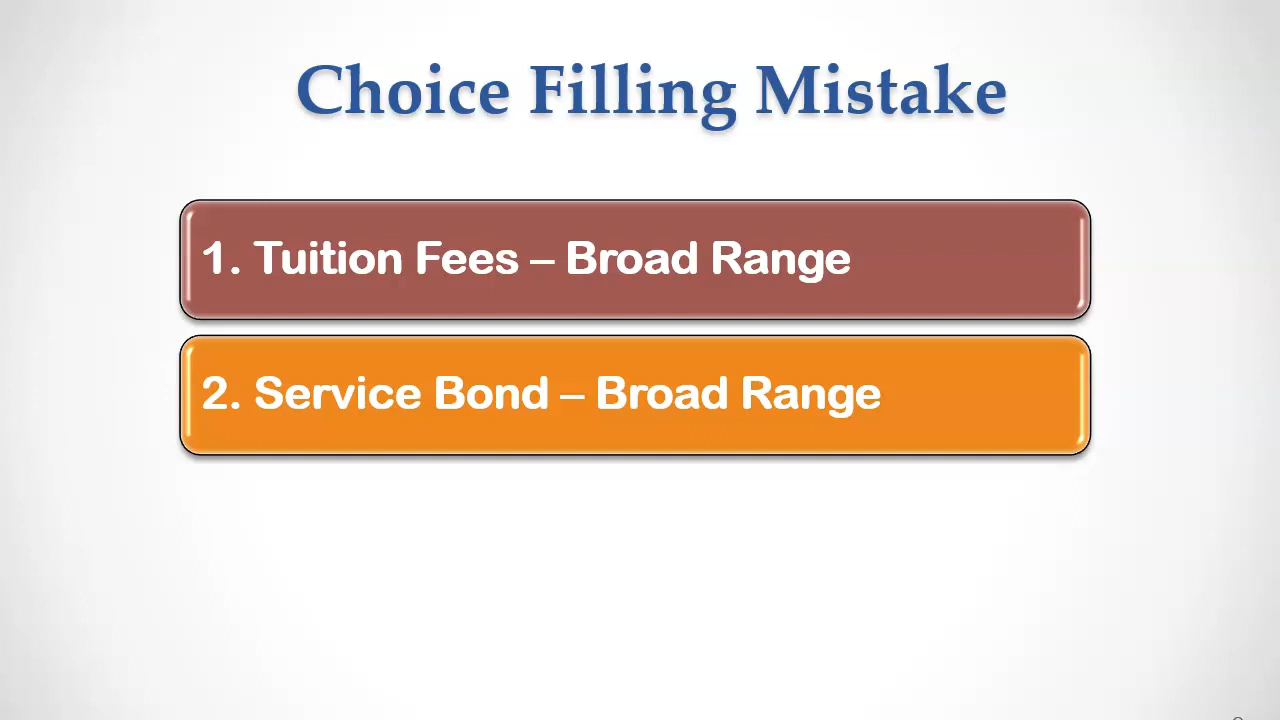 Choice Filling Mistake
1. Tuition Fees – Broad Range
2. Service Bond – Broad Range